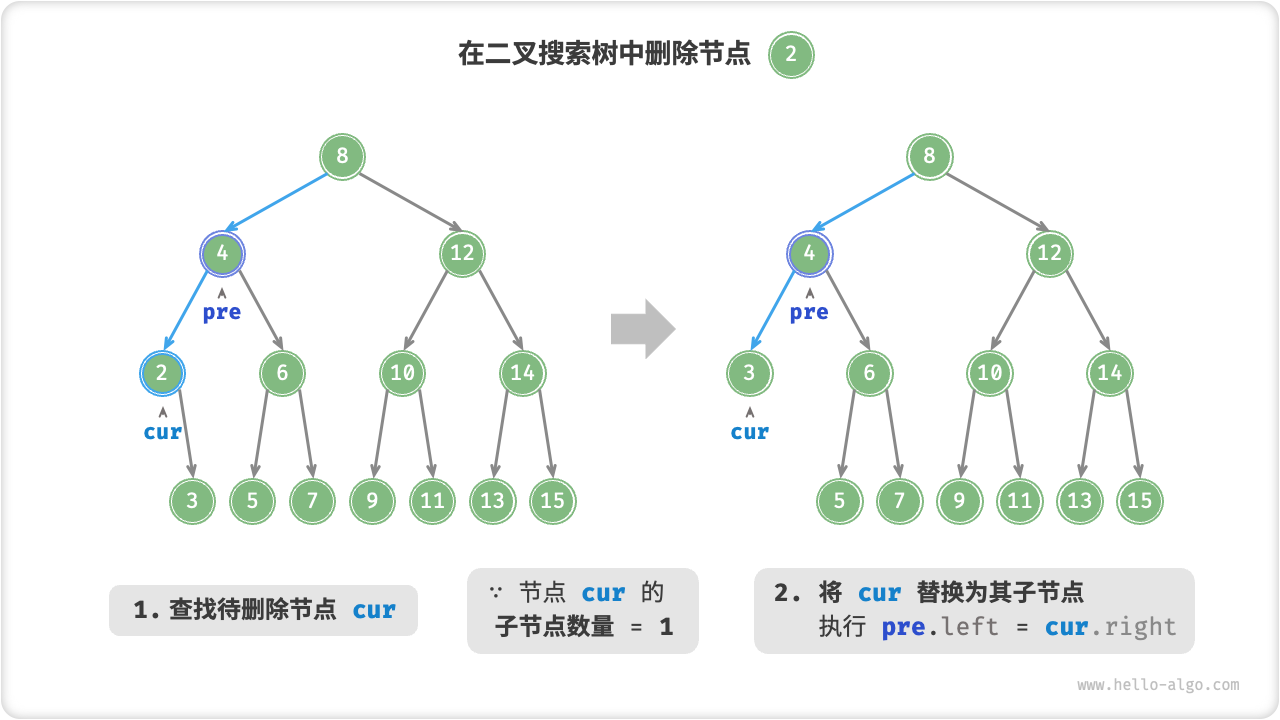 在二叉搜索树中删除节点 2
8
8
4
12
4
12
pre
pre
2
6
10
14
3
6
10
14
cur
cur
3
5
7
9
11
13
15
5
7
9
11
13
15
1. 查找待删除节点 cur
∵ 节点 cur 的
子节点数量 = 1
2. 将 cur 替换为其子节点
执行 pre.left = cur.right
www.hello-algo.com